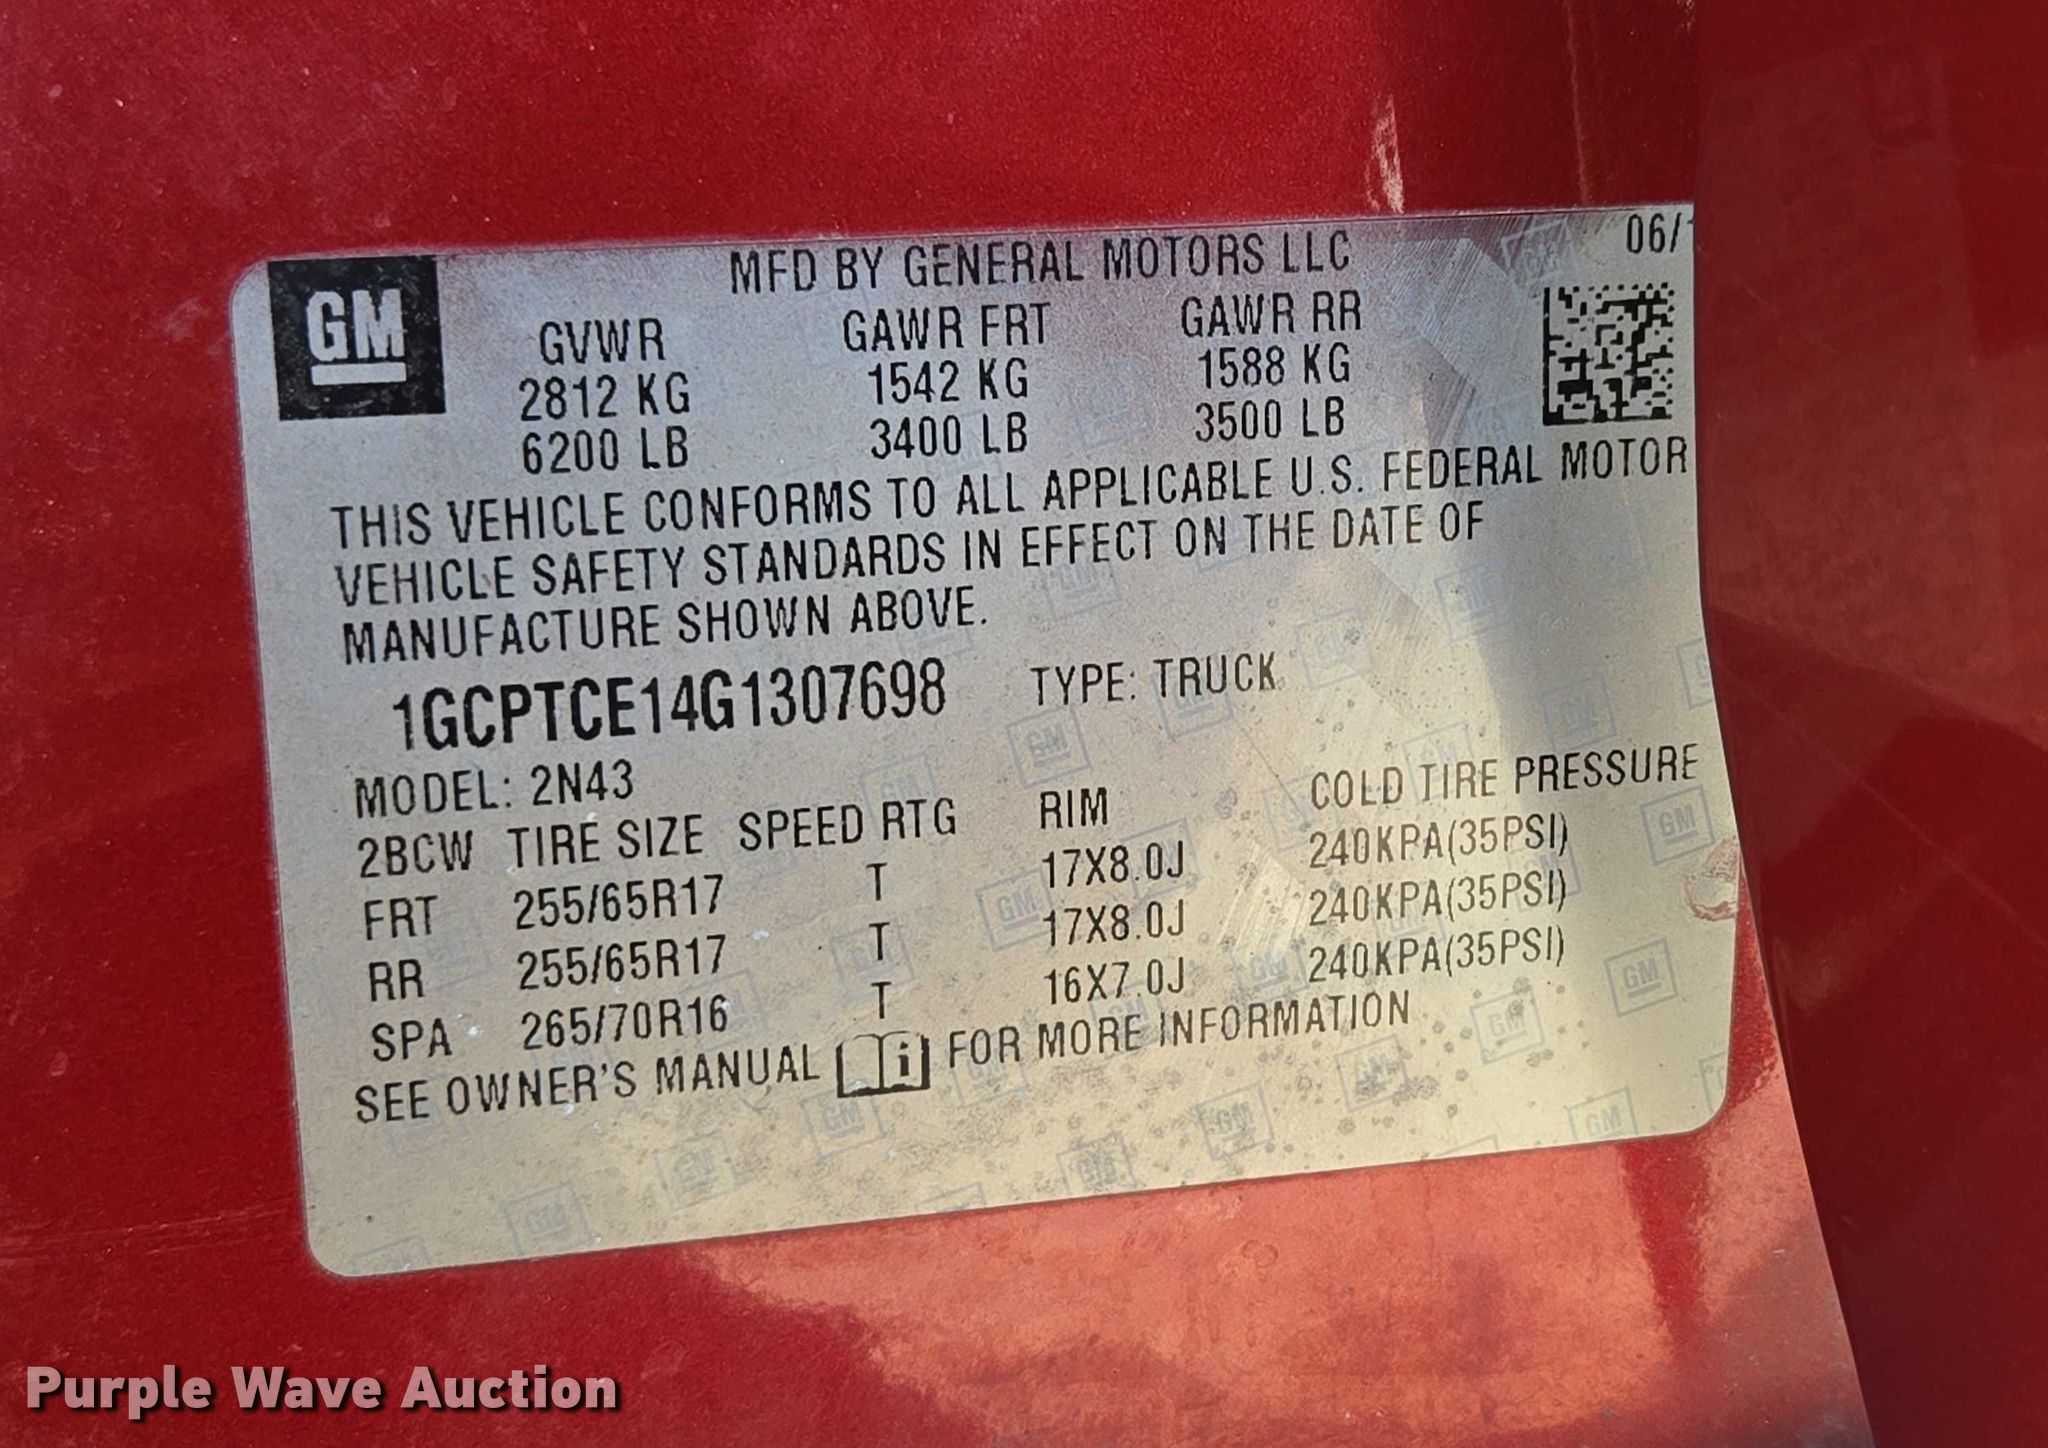 MFD BY GENERAL MOTORS LLC 06/
GM
GVWR GAWR FRT GAWR RR
2812 KG 1542 KG 1588 KG
6200 LB 3400 LB 3500 LB
THIS VEHICLE CONFORMS TO ALL APPLICABLE U.S. FEDERAL MOTOR
VEHICLE SAFETY STANDARDS IN EFFECT ON THE DATE OF
MANUFACTURE SHOWN ABOVE.
1GCPTCE14G1307698 TYPE: TRUCK
MODEL: 2N43
2BCW TIRE SIZE SPEED RTG RIM COLD TIRE PRESSURE
FRT 255/65R17 T 17X8.0J 240KPA(35PSI)
RR 255/65R17 T 17X8.0J 240KPA(35PSI)
SPA 265/70R16 T 16X7.0J 240KPA(35PSI)
SEE OWNER'S MANUAL i FOR MORE INFORMATION
Purple Wave Auction